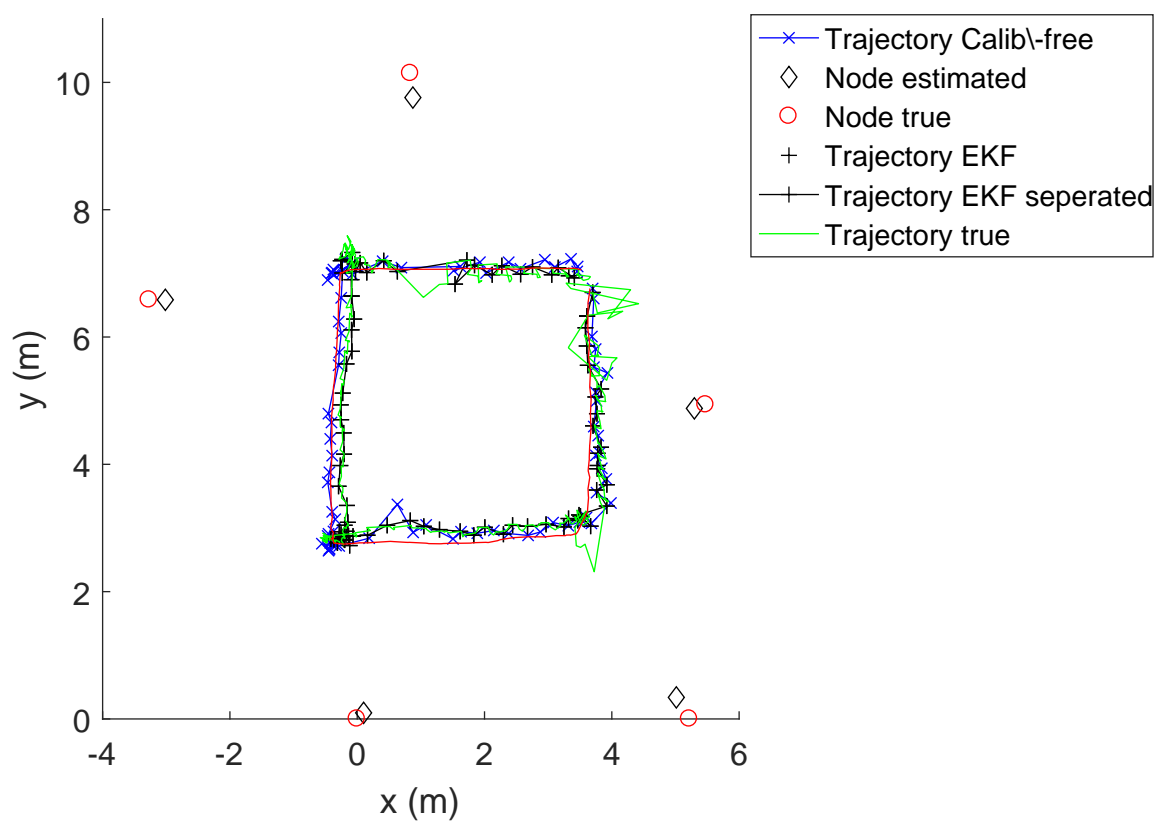 Trajectory Calib\-free
Node estimated
Node true
Trajectory EKF
Trajectory EKF seperated
Trajectory true
10
8
6
4
2
0
y (m)
-4 -2 0 2 4 6
x (m)